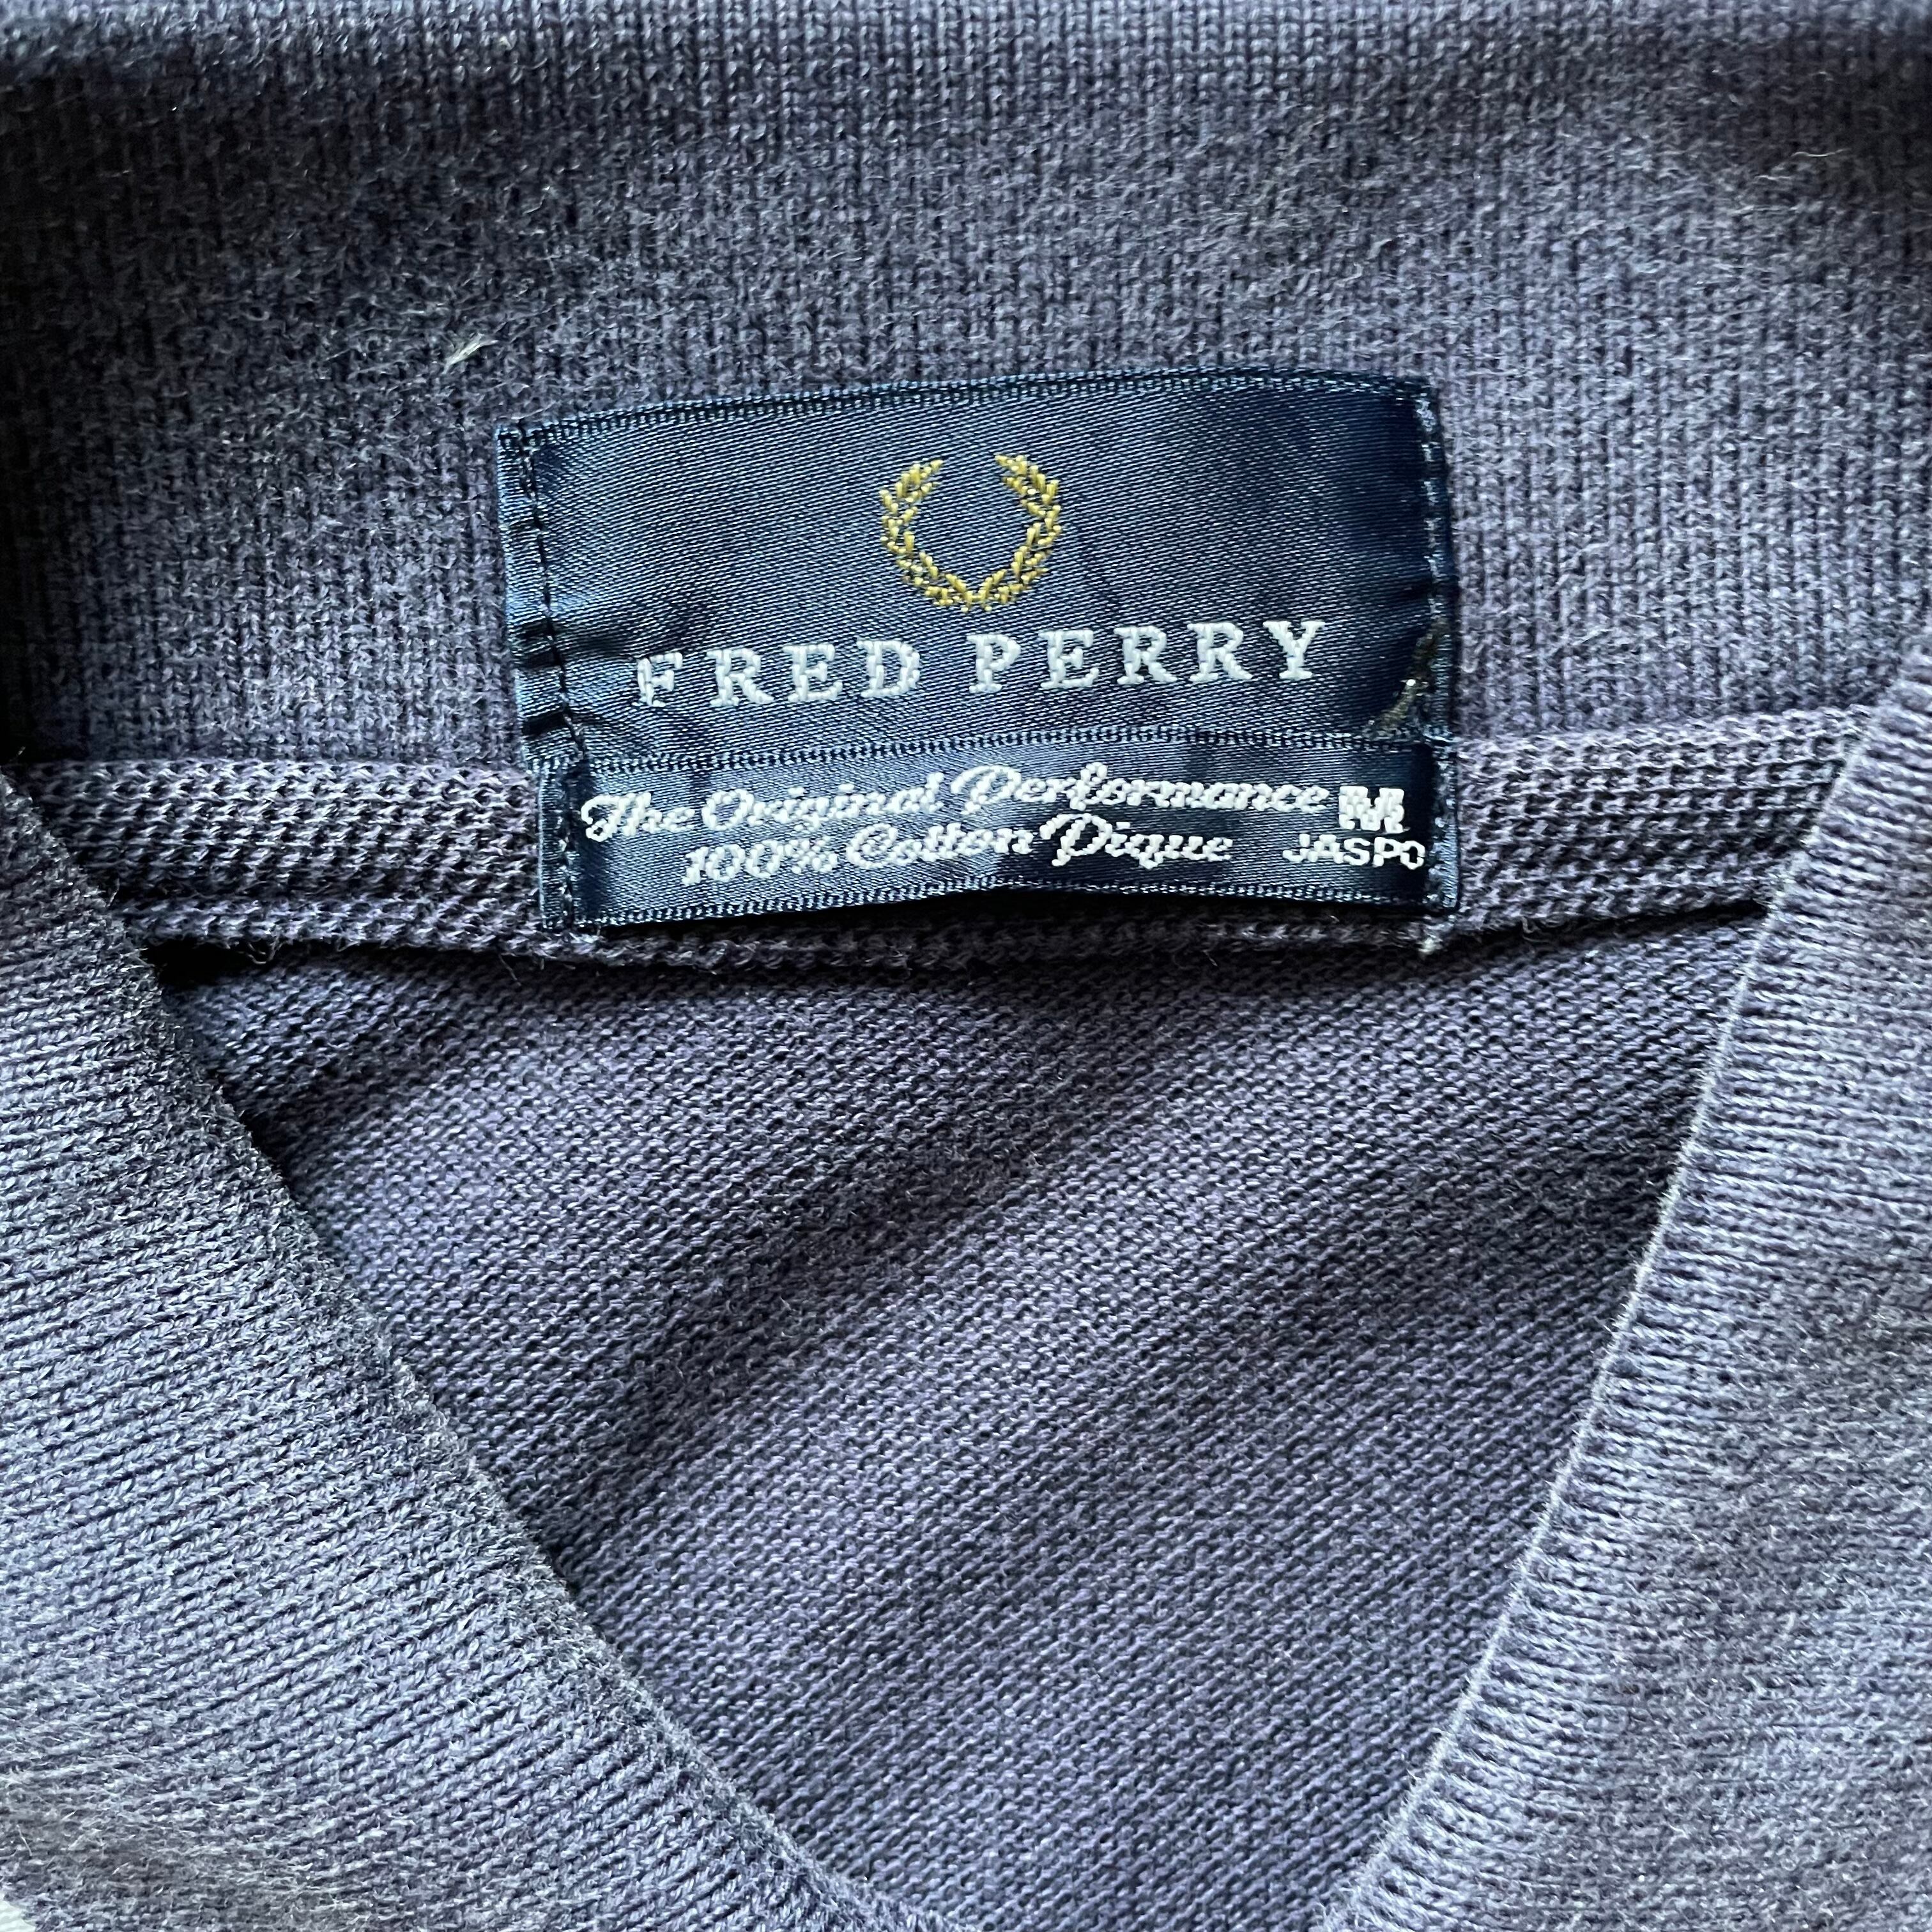 FRED PERRY
The Original Performance M
100% Cotton Pique JASPO